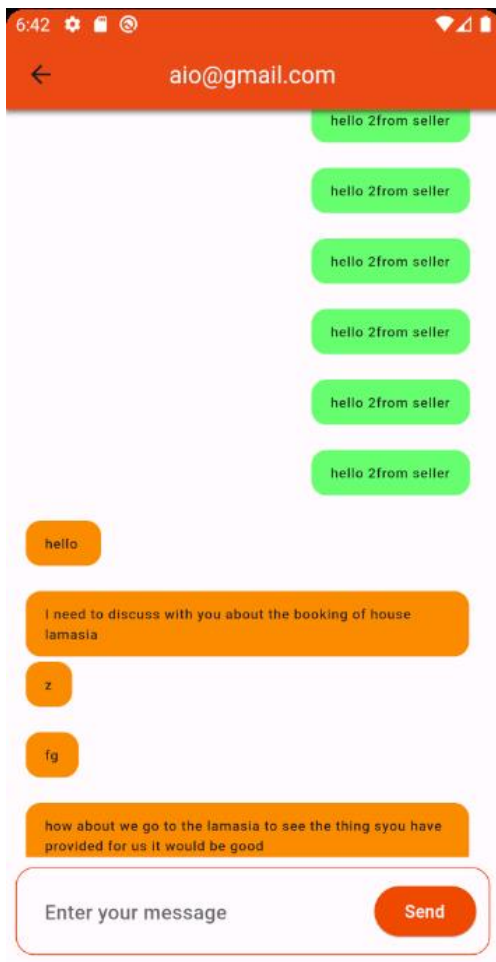 6:42
aio@gmail.com
hello 2from seller
hello 2from seller
hello 2from seller
hello 2from seller
hello 2from seller
hello 2from seller
hello
I need to discuss with you about the booking of house
lamasia
z
fg
how about we go to the lamasia to see the thing syou have
provided for us it would be good
Enter your message
Send